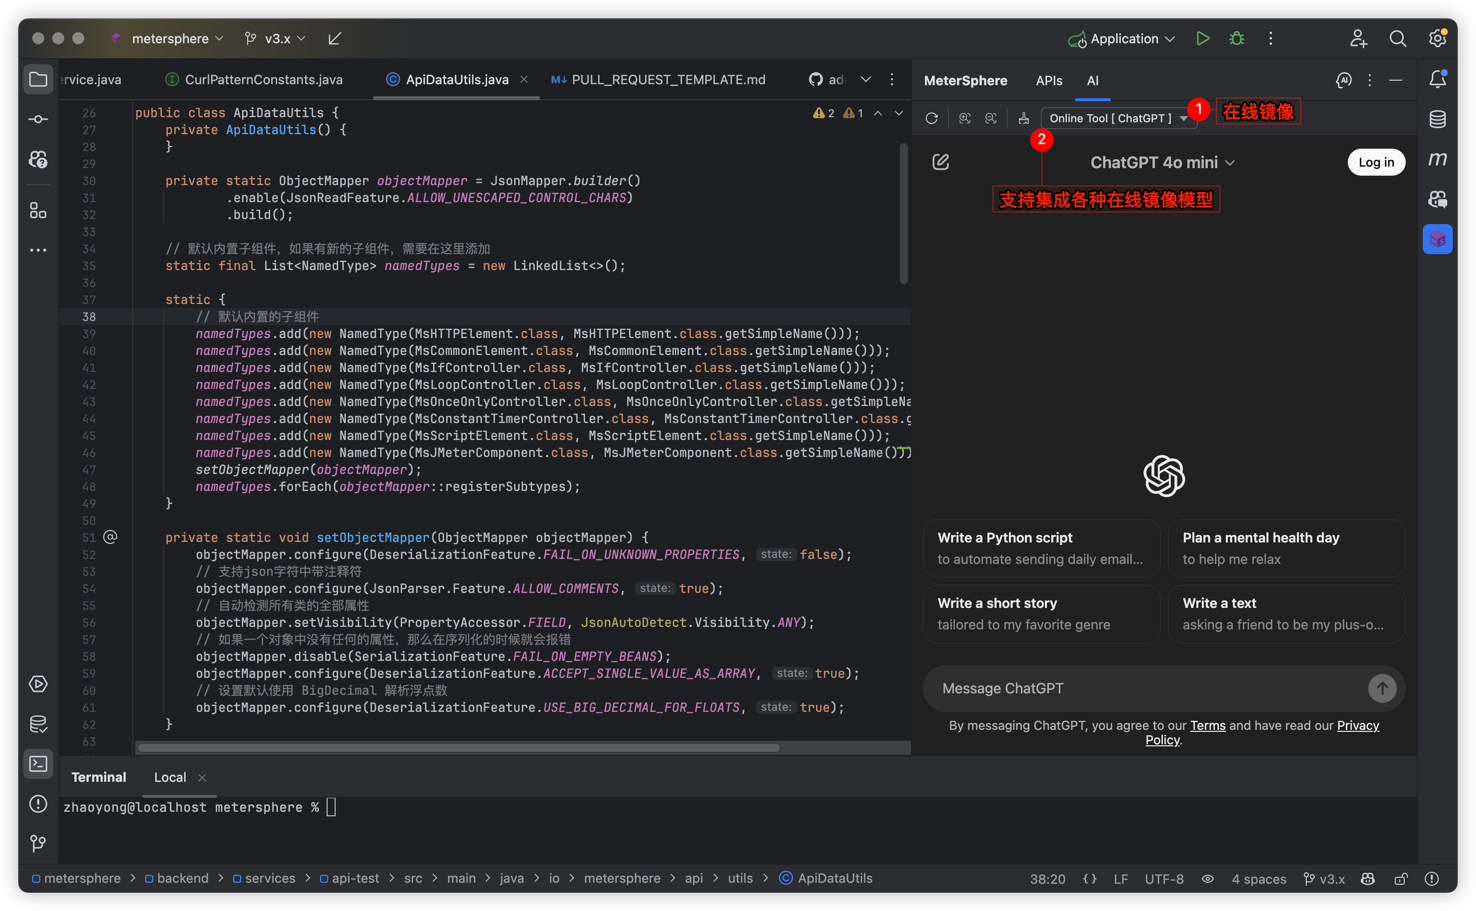 metersphere
v3.x
Application
rvice.java
CurlPatternConstants.java
ApiDataUtils.java
PULL_REQUEST_TEMPLATE.md
ad
MeterSphere
APIs
AI
Online Tool [ ChatGPT ]
1
在线镜像
2
支持集成各种在线镜像模型
ChatGPT 4o mini
Log in
2
1
26 public class ApiDataUtils {
27 private ApiDataUtils() {
28 }
29
30 private static ObjectMapper objectMapper = JsonMapper.builder()
31 .enable(JsonReadFeature.ALLOW_UNESCAPED_CONTROL_CHARS)
32 .build();
33
34 // 默认内置子组件，如果有新的子组件，需要在这里添加
35 static final List<NamedType> namedTypes = new LinkedList<>();
36
37 static {
38 // 默认内置的子组件
39 namedTypes.add(new NamedType(MsHTTPElement.class, MsHTTPElement.class.getSimpleName()));
40 namedTypes.add(new NamedType(MsCommonElement.class, MsCommonElement.class.getSimpleName()));
41 namedTypes.add(new NamedType(MsIfController.class, MsIfController.class.getSimpleName()));
42 namedTypes.add(new NamedType(MsLoopController.class, MsLoopController.class.getSimpleName()));
43 namedTypes.add(new NamedType(MsOnceOnlyController.class, MsOnceOnlyController.class.getSimpleNa
44 namedTypes.add(new NamedType(MsConstantTimerController.class, MsConstantTimerController.class.g
45 namedTypes.add(new NamedType(MsScriptElement.class, MsScriptElement.class.getSimpleName()));
46 namedTypes.add(new NamedType(MsJMeterComponent.class, MsJMeterComponent.class.getSimpleName()))
47 setObjectMapper(objectMapper);
48 namedTypes.forEach(objectMapper::registerSubtypes);
49 }
50
51 @ private static void setObjectMapper(ObjectMapper objectMapper) {
52 objectMapper.configure(DeserializationFeature.FAIL_ON_UNKNOWN_PROPERTIES, state: false);
53 // 支持json字符中带注释符
54 objectMapper.configure(JsonParser.Feature.ALLOW_COMMENTS, state: true);
55 // 自动检测所有类的全部属性
56 objectMapper.setVisibility(PropertyAccessor.FIELD, JsonAutoDetect.Visibility.ANY);
57 // 如果一个对象中没有任何的属性，那么在序列化的时候就会报错
58 objectMapper.disable(SerializationFeature.FAIL_ON_EMPTY_BEANS);
59 objectMapper.configure(DeserializationFeature.ACCEPT_SINGLE_VALUE_AS_ARRAY, state: true);
60 // 设置默认使用 BigDecimal 解析浮点数
61 objectMapper.configure(DeserializationFeature.USE_BIG_DECIMAL_FOR_FLOATS, state: true);
62 }
63
Write a Python script
to automate sending daily email...
Plan a mental health day
to help me relax
Write a short story
tailored to my favorite genre
Write a text
asking a friend to be my plus-o...
Message ChatGPT
By messaging ChatGPT, you agree to our Terms and have read our Privacy
Policy.
Terminal
Local
zhaoyong@localhost metersphere %
metersphere > backend > services > api-test > src > main > java > io > metersphere > api > utils > ApiDataUtils
38:20
{}
LF
UTF-8
4 spaces
v3.x